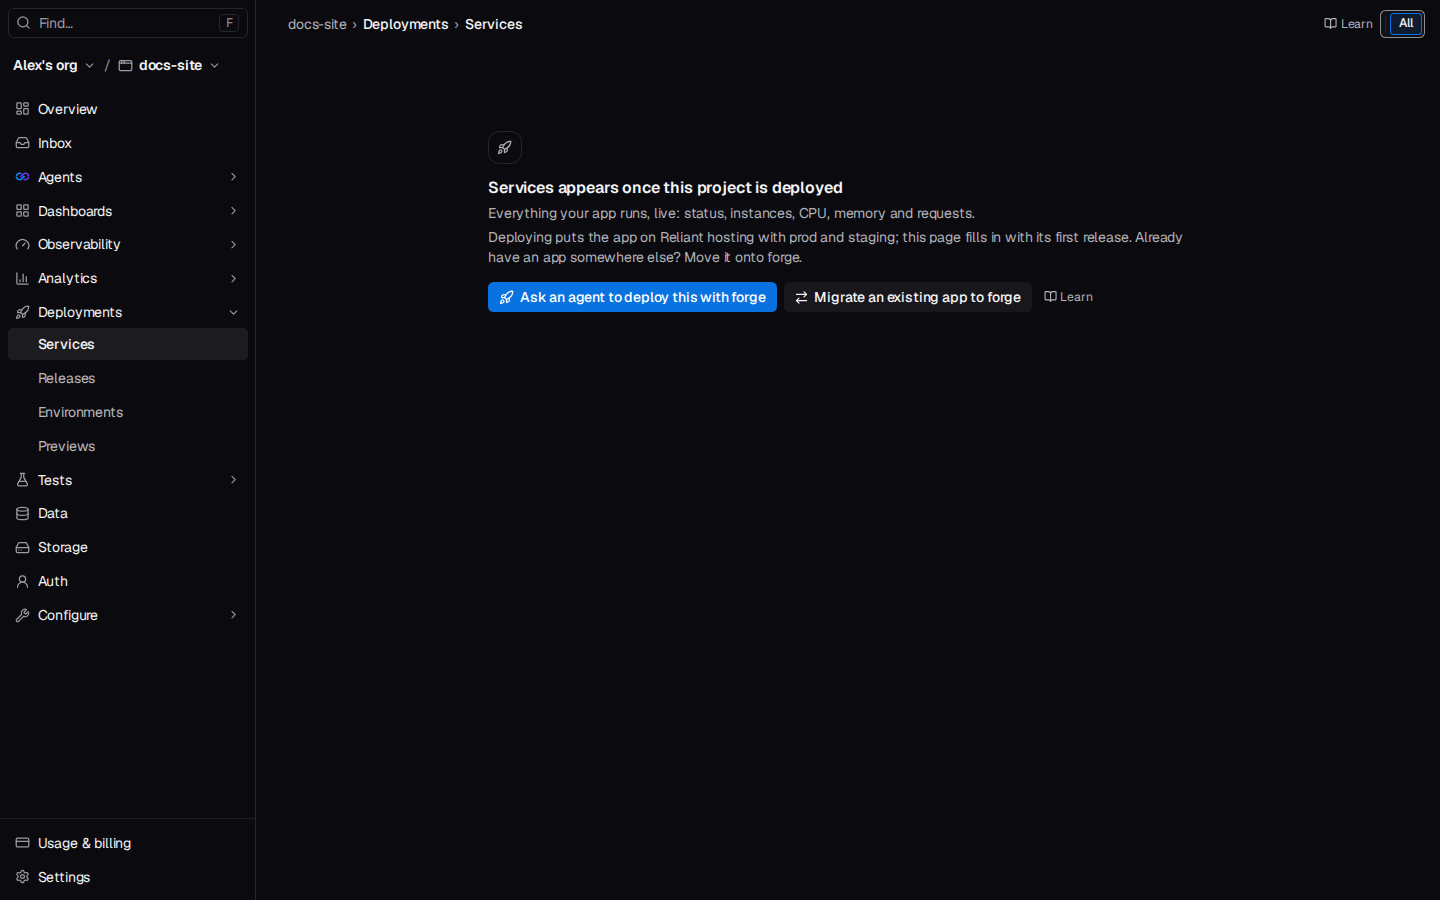 Find...
F
Alex's org / docs-site
Overview
Inbox
Agents
Dashboards
Observability
Analytics
Deployments
Services
Releases
Environments
Previews
Tests
Data
Storage
Auth
Configure
Usage & billing
Settings
docs-site › Deployments › Services
Learn
All
Services appears once this project is deployed
Everything your app runs, live: status, instances, CPU, memory and requests.
Deploying puts the app on Reliant hosting with prod and staging; this page fills in with its first release. Already
have an app somewhere else? Move it onto forge.
Ask an agent to deploy this with forge
Migrate an existing app to forge
Learn